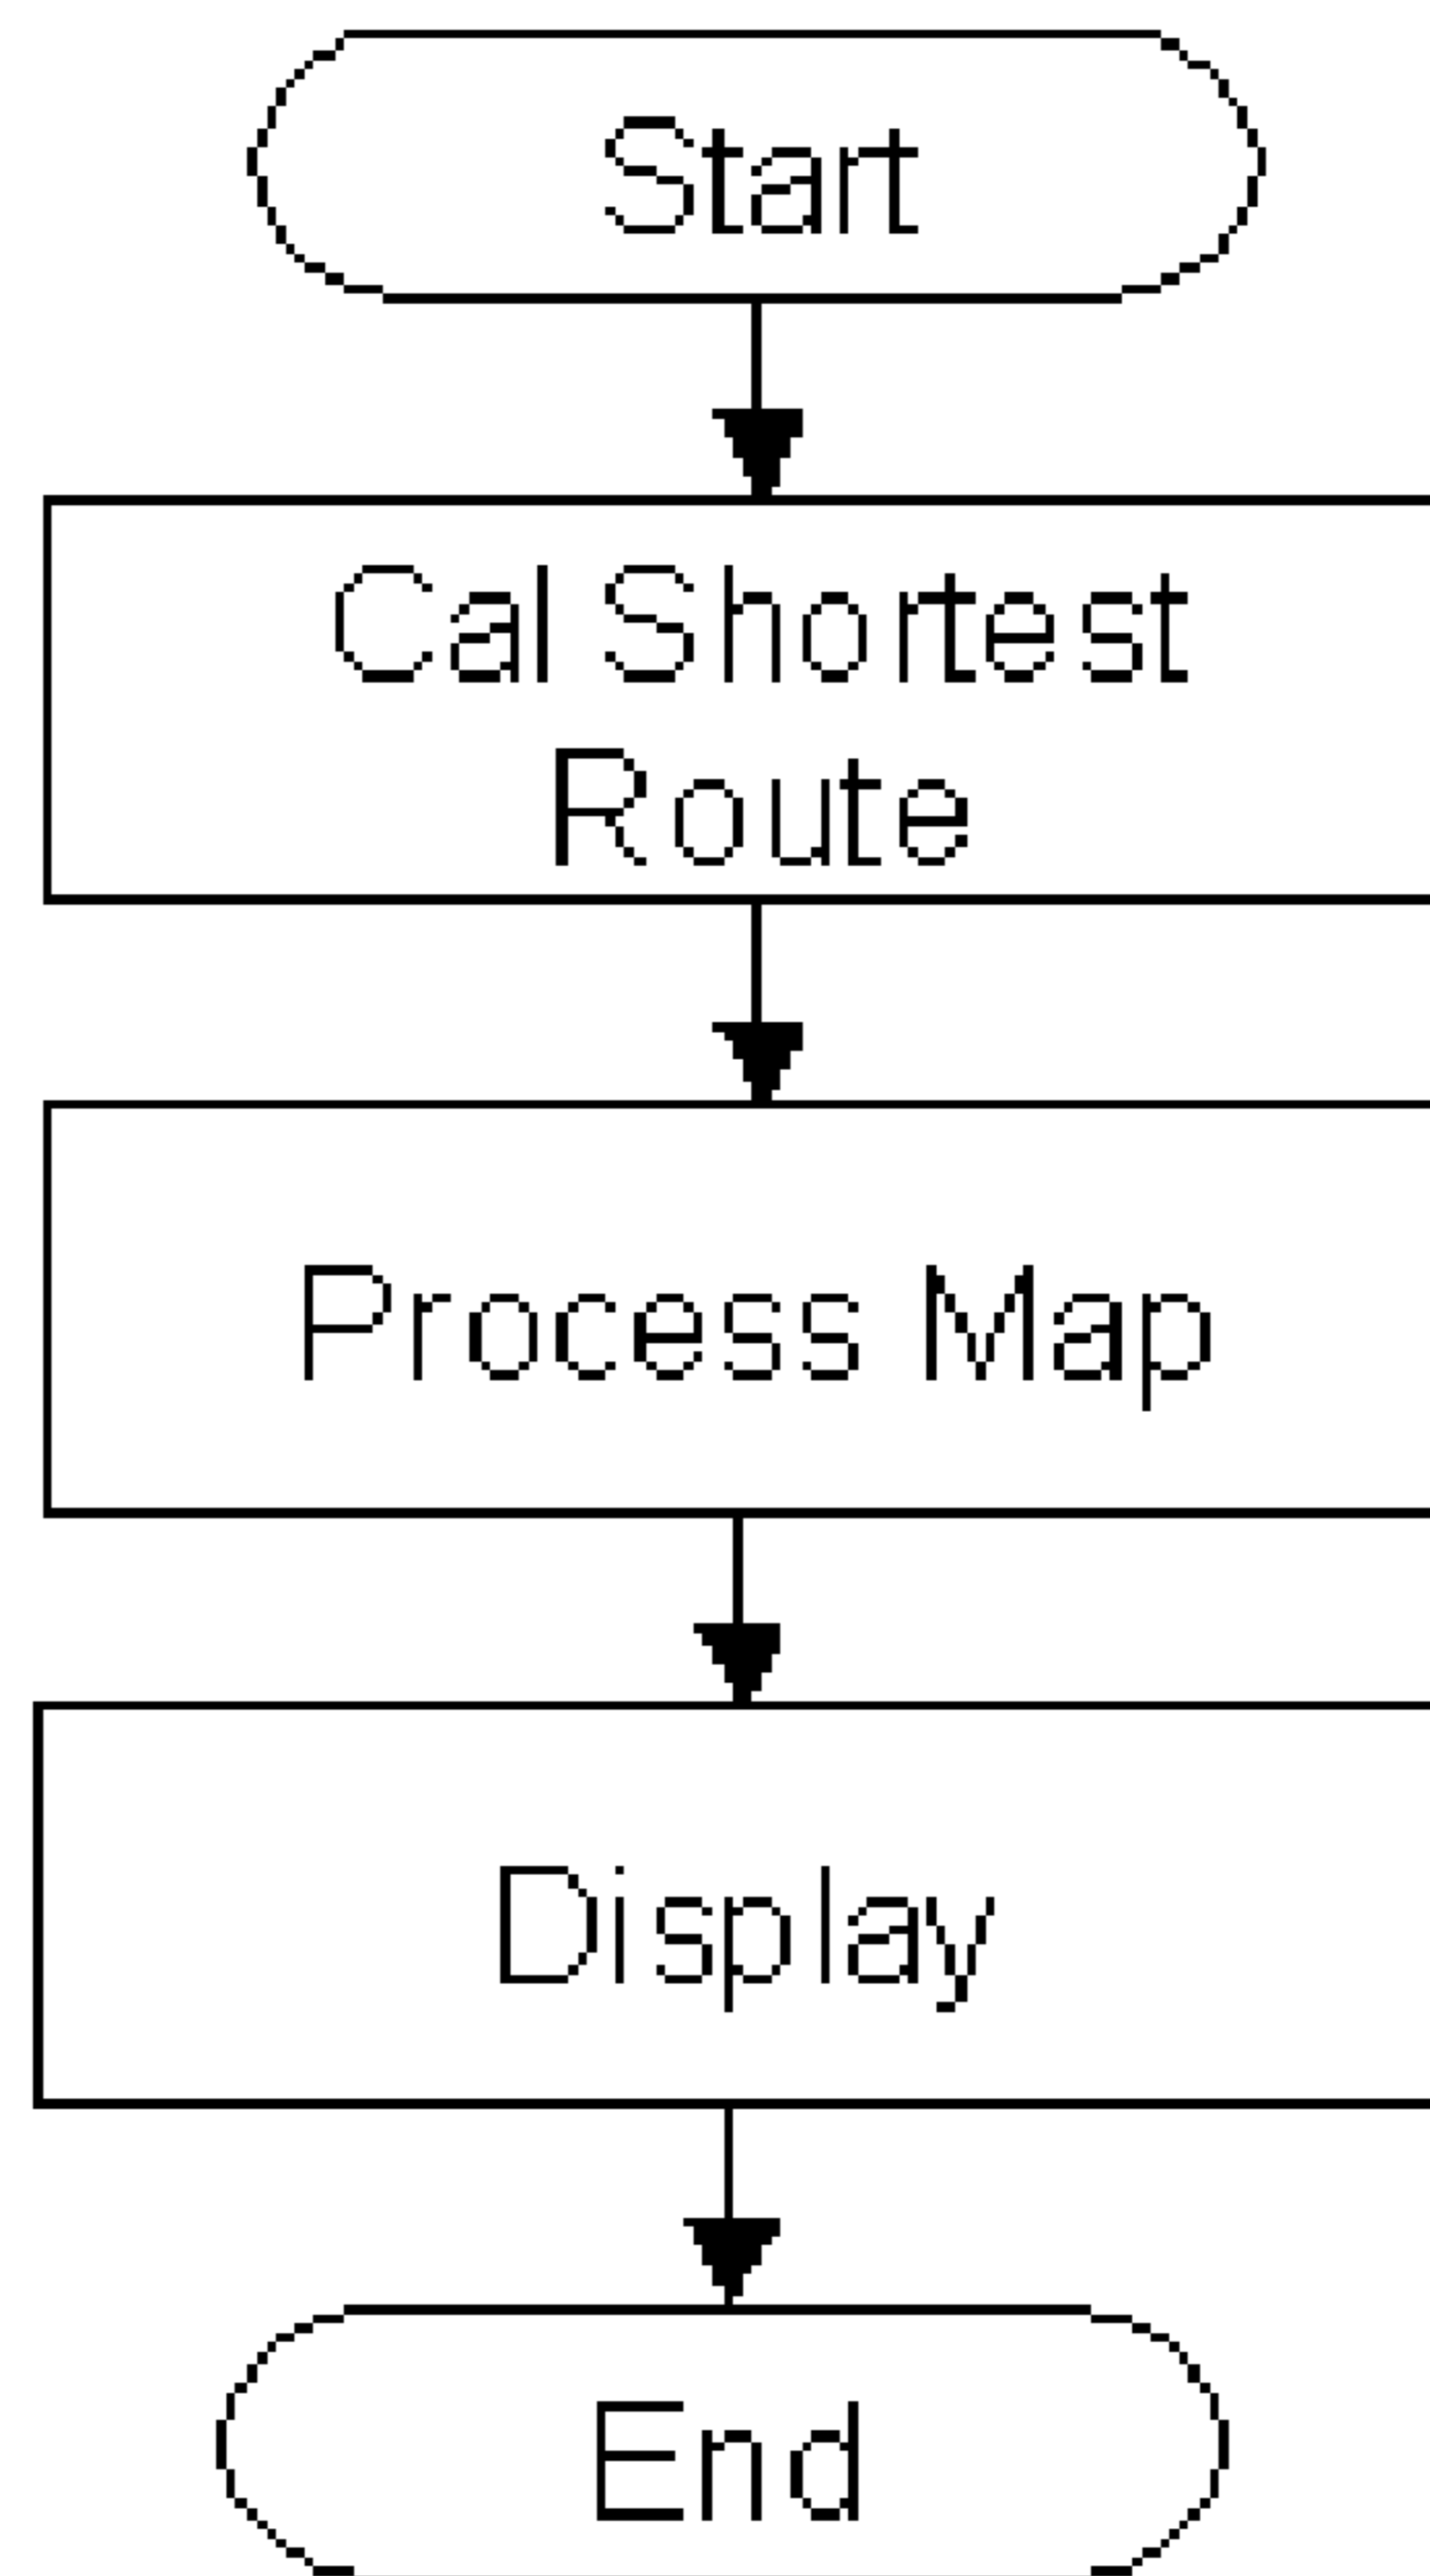 Start
Cal Shortest
Route
Process Map
Display
End